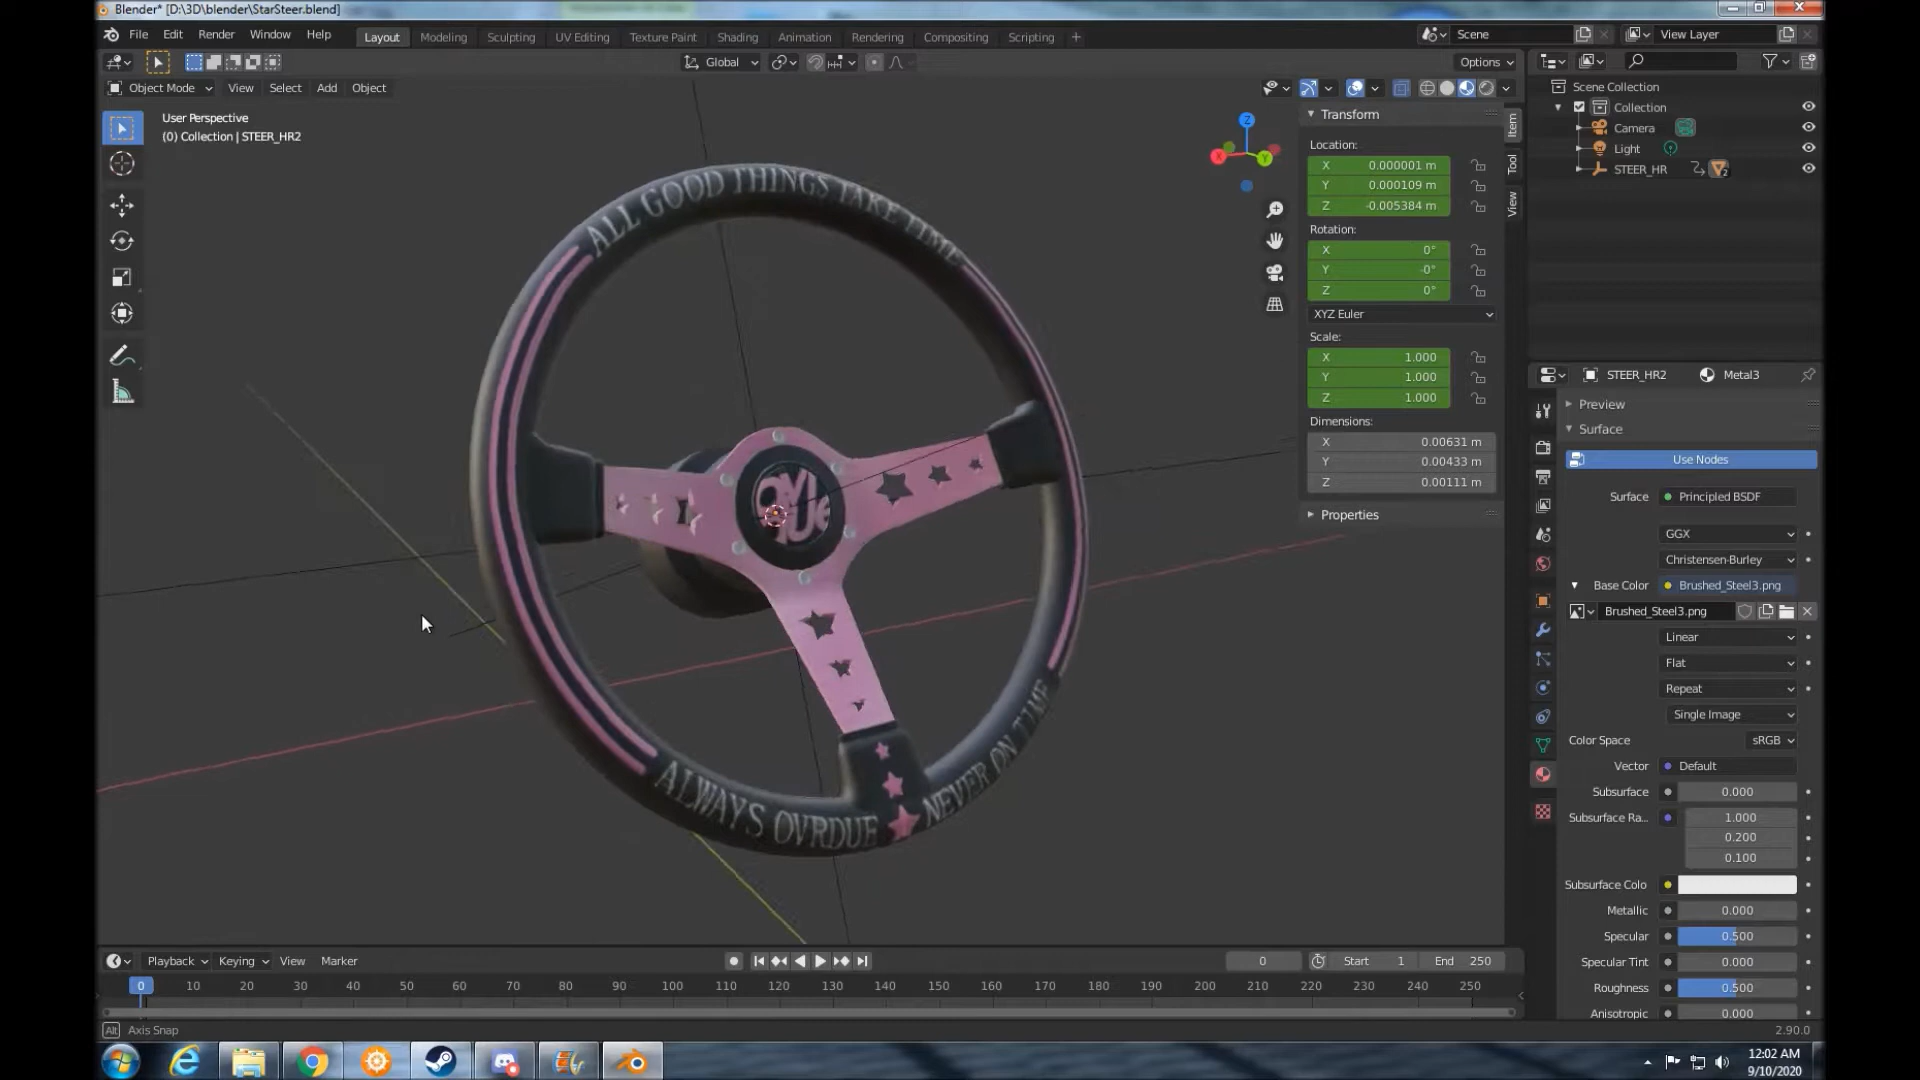 Blender* [D:\3D\blender\StarSteer.blend]
File Edit Render Window Help Layout Modeling Sculpting UV Editing Texture Paint Shading Animation Rendering Compositing Scripting + Scene View Layer
Global Options
Object Mode View Select Add Object
User Perspective
(0) Collection | STEER_HR2
Z
X
Y
ALL GOOD THINGS TAKE TIME
ALWAYS OVRDUE
NEVER ON TIME
Transform
Location:
X 0.000001 m
Y 0.000109 m
Z -0.005384 m
Rotation:
X 0°
Y -0°
Z 0°
XYZ Euler
Scale:
X 1.000
Y 1.000
Z 1.000
Dimensions:
X 0.00631 m
Y 0.00433 m
Z 0.00111 m
Properties
Item
Tool
View
Scene Collection
Collection
Camera
Light
STEER_HR 2
STEER_HR2 Metal3
Preview
Surface
Use Nodes
Surface Principled BSDF
GGX
Christensen-Burley
Base Color Brushed_Steel3.png
Brushed_Steel3.png
Linear
Flat
Repeat
Single Image
Color Space sRGB
Vector Default
Subsurface 0.000
Subsurface Ra... 1.000
0.200
0.100
Subsurface Colo
Metallic 0.000
Specular 0.500
Specular Tint 0.000
Roughness 0.500
Anisotropic 0.000
Playback Keying View Marker 0 Start 1 End 250
0 10 20 30 40 50 60 70 80 90 100 110 120 130 140 150 160 170 180 190 200 210 220 230 240 250
Alt Axis Snap 2.90.0
12:02 AM
9/10/2020